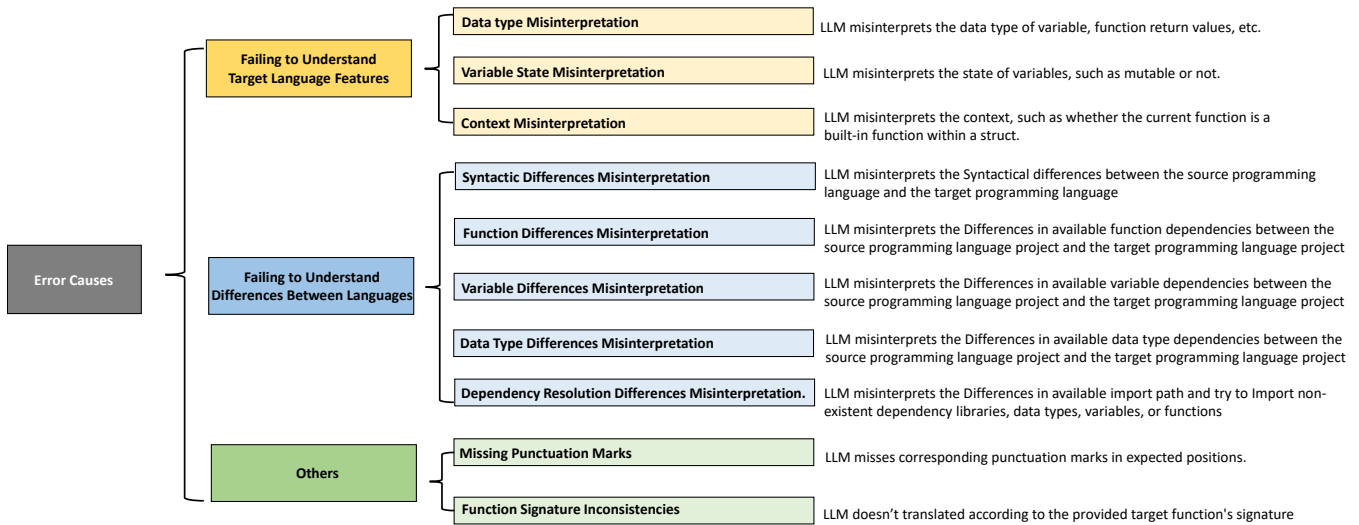 Error Causes
Failing to Understand
Target Language Features
Data type Misinterpretation
LLM misinterprets the data type of variable, function return values, etc.
Variable State Misinterpretation
LLM misinterprets the state of variables, such as mutable or not.
Context Misinterpretation
LLM misinterprets the context, such as whether the current function is a
built-in function within a struct.
Failing to Understand
Differences Between Languages
Syntactic Differences Misinterpretation
LLM misinterprets the Syntactical differences between the source programming
language and the target programming language
Function Differences Misinterpretation
LLM misinterprets the Differences in available function dependencies between the
source programming language project and the target programming language project
Variable Differences Misinterpretation
LLM misinterprets the Differences in available variable dependencies between the
source programming language project and the target programming language project
Data Type Differences Misinterpretation
LLM misinterprets the Differences in available data type dependencies between the
source programming language project and the target programming language project
Dependency Resolution Differences Misinterpretation.
LLM misinterprets the Differences in available import path and try to Import non-
existent dependency libraries, data types, variables, or functions
Others
Missing Punctuation Marks
LLM misses corresponding punctuation marks in expected positions.
Function Signature Inconsistencies
LLM doesn’t translated according to the provided target function's signature